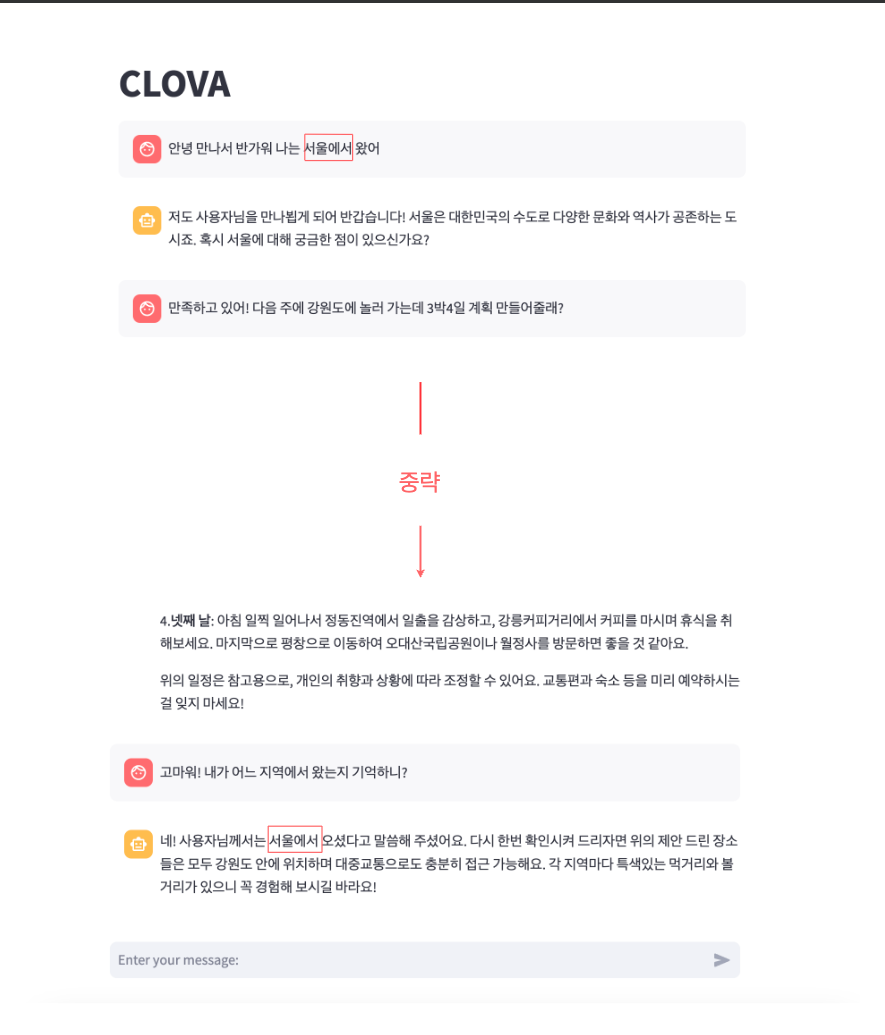 CLOVA
안녕 만나서 반가워 나는 서울에서 왔어
저도 사용자님을 만나뵙게 되어 반갑습니다! 서울은 대한민국의 수도로 다양한 문화와 역사가 공존하는 도
시죠. 혹시 서울에 대해 궁금한 점이 있으신가요?
만족하고 있어! 다음 주에 강원도에 놀러 가는데 3박4일 계획 만들어줄래?
중략
4.넷째 날: 아침 일찍 일어나서 정동진역에서 일출을 감상하고, 강릉커피거리에서 커피를 마시며 휴식을 취
해보세요. 마지막으로 평창으로 이동하여 오대산국립공원이나 월정사를 방문하면 좋을 것 같아요.
위의 일정은 참고용으로, 개인의 취향과 상황에 따라 조정할 수 있어요. 교통편과 숙소 등을 미리 예약하시는
걸 잊지 마세요!
고마워! 내가 어느 지역에서 왔는지 기억하니?
네! 사용자님께서는 서울에서 오셨다고 말씀해 주셨어요. 다시 한번 확인시켜 드리자면 위의 제안 드린 장소
들은 모두 강원도 안에 위치하며 대중교통으로도 충분히 접근 가능해요. 각 지역마다 특색있는 먹거리와 볼
거리가 있으니 꼭 경험해 보시길 바라요!
Enter your message: